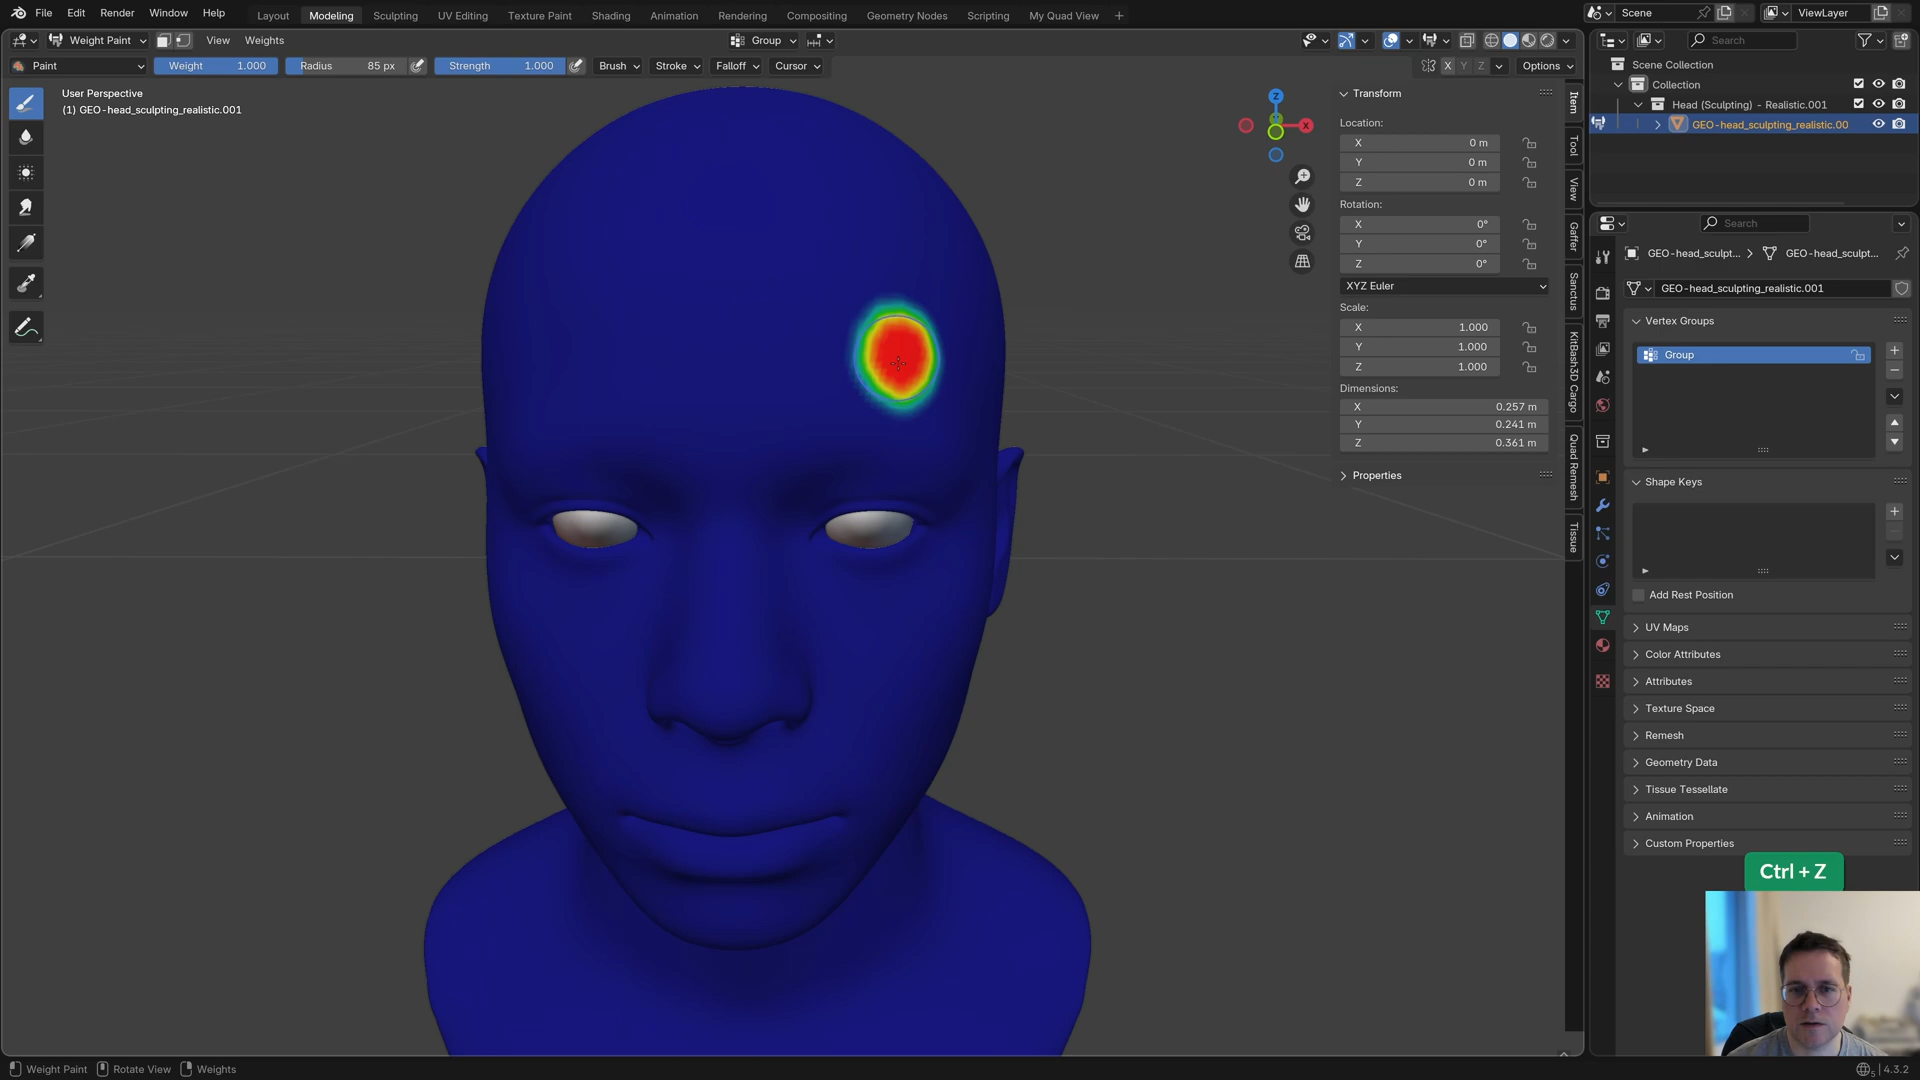 File Edit Render Window Help
Layout Modeling Sculpting UV Editing Texture Paint Shading Animation Rendering Compositing Geometry Nodes Scripting My Quad View +
Scene
ViewLayer
Weight Paint View Weights
Group
Search
Paint
Weight 1.000
Radius 85 px
Strength 1.000
Brush Stroke Falloff Cursor
X Y Z
Options
User Perspective
(1) GEO-head_sculpting_realistic.001
Z
X
Transform
Location:
X 0 m
Y 0 m
Z 0 m
Rotation:
X 0°
Y 0°
Z 0°
XYZ Euler
Scale:
X 1.000
Y 1.000
Z 1.000
Dimensions:
X 0.257 m
Y 0.241 m
Z 0.361 m
Properties
Item
Tool
View
Gaffer
Sanctus
KitBash3D Cargo
Quad Remesh
Tissue
Scene Collection
Collection
Head (Sculpting) - Realistic.001
GEO-head_sculpting_realistic.00
Search
GEO-head_sculpt... > GEO-head_sculpt...
GEO-head_sculpting_realistic.001
Vertex Groups
Group
Shape Keys
Add Rest Position
UV Maps
Color Attributes
Attributes
Texture Space
Remesh
Geometry Data
Tissue Tessellate
Animation
Custom Properties
Ctrl + Z
Weight Paint Rotate View Weights
5 4.3.2